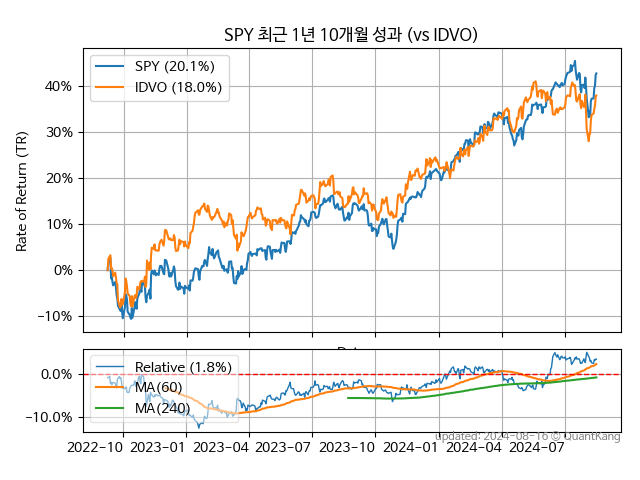 SPY 최근 1년 10개월 성과 (vs IDVO)
Rate of Return (TR)
40%
30%
20%
10%
0%
−10%
SPY (20.1%)
IDVO (18.0%)
0.0%
−10.0%
Relative (1.8%)
MA(60)
MA(240)
2022-10 2023-01 2023-04 2023-07 2023-10 2024-01 2024-04 2024-07
Updated: 2024-08-16 © QuantKang